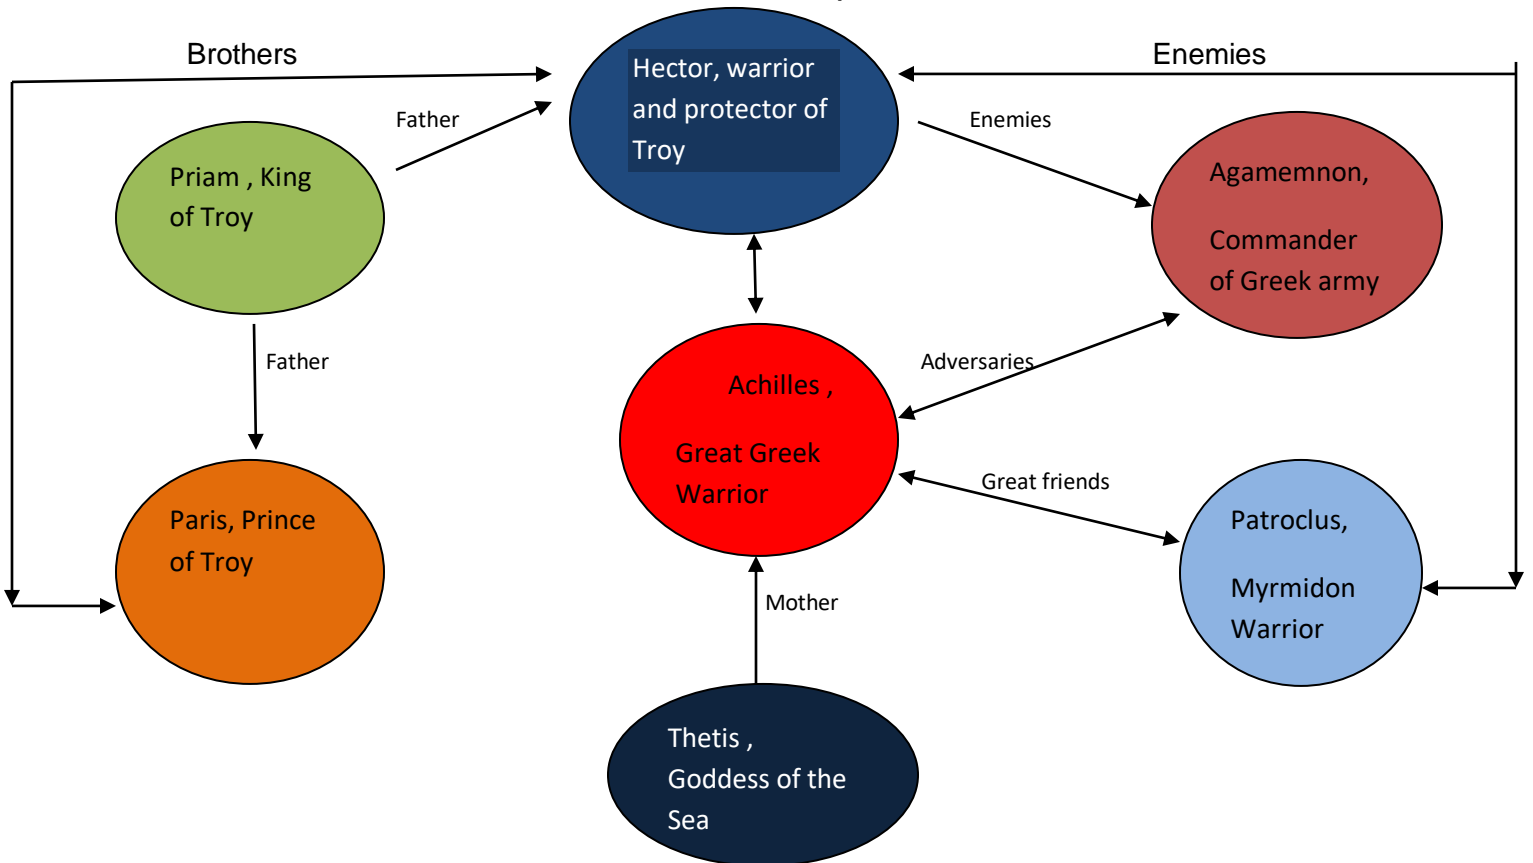 Brothers
Enemies
Hector, warrior
and protector of
Troy
Father
Enemies
Priam , King
of Troy
Agamemnon,
Commander
of Greek army
Father
Adversaries
Achilles ,
Great Greek
Warrior
Great friends
Paris, Prince
of Troy
Patroclus,
Myrmidon
Warrior
Mother
Thetis ,
Goddess of the
Sea